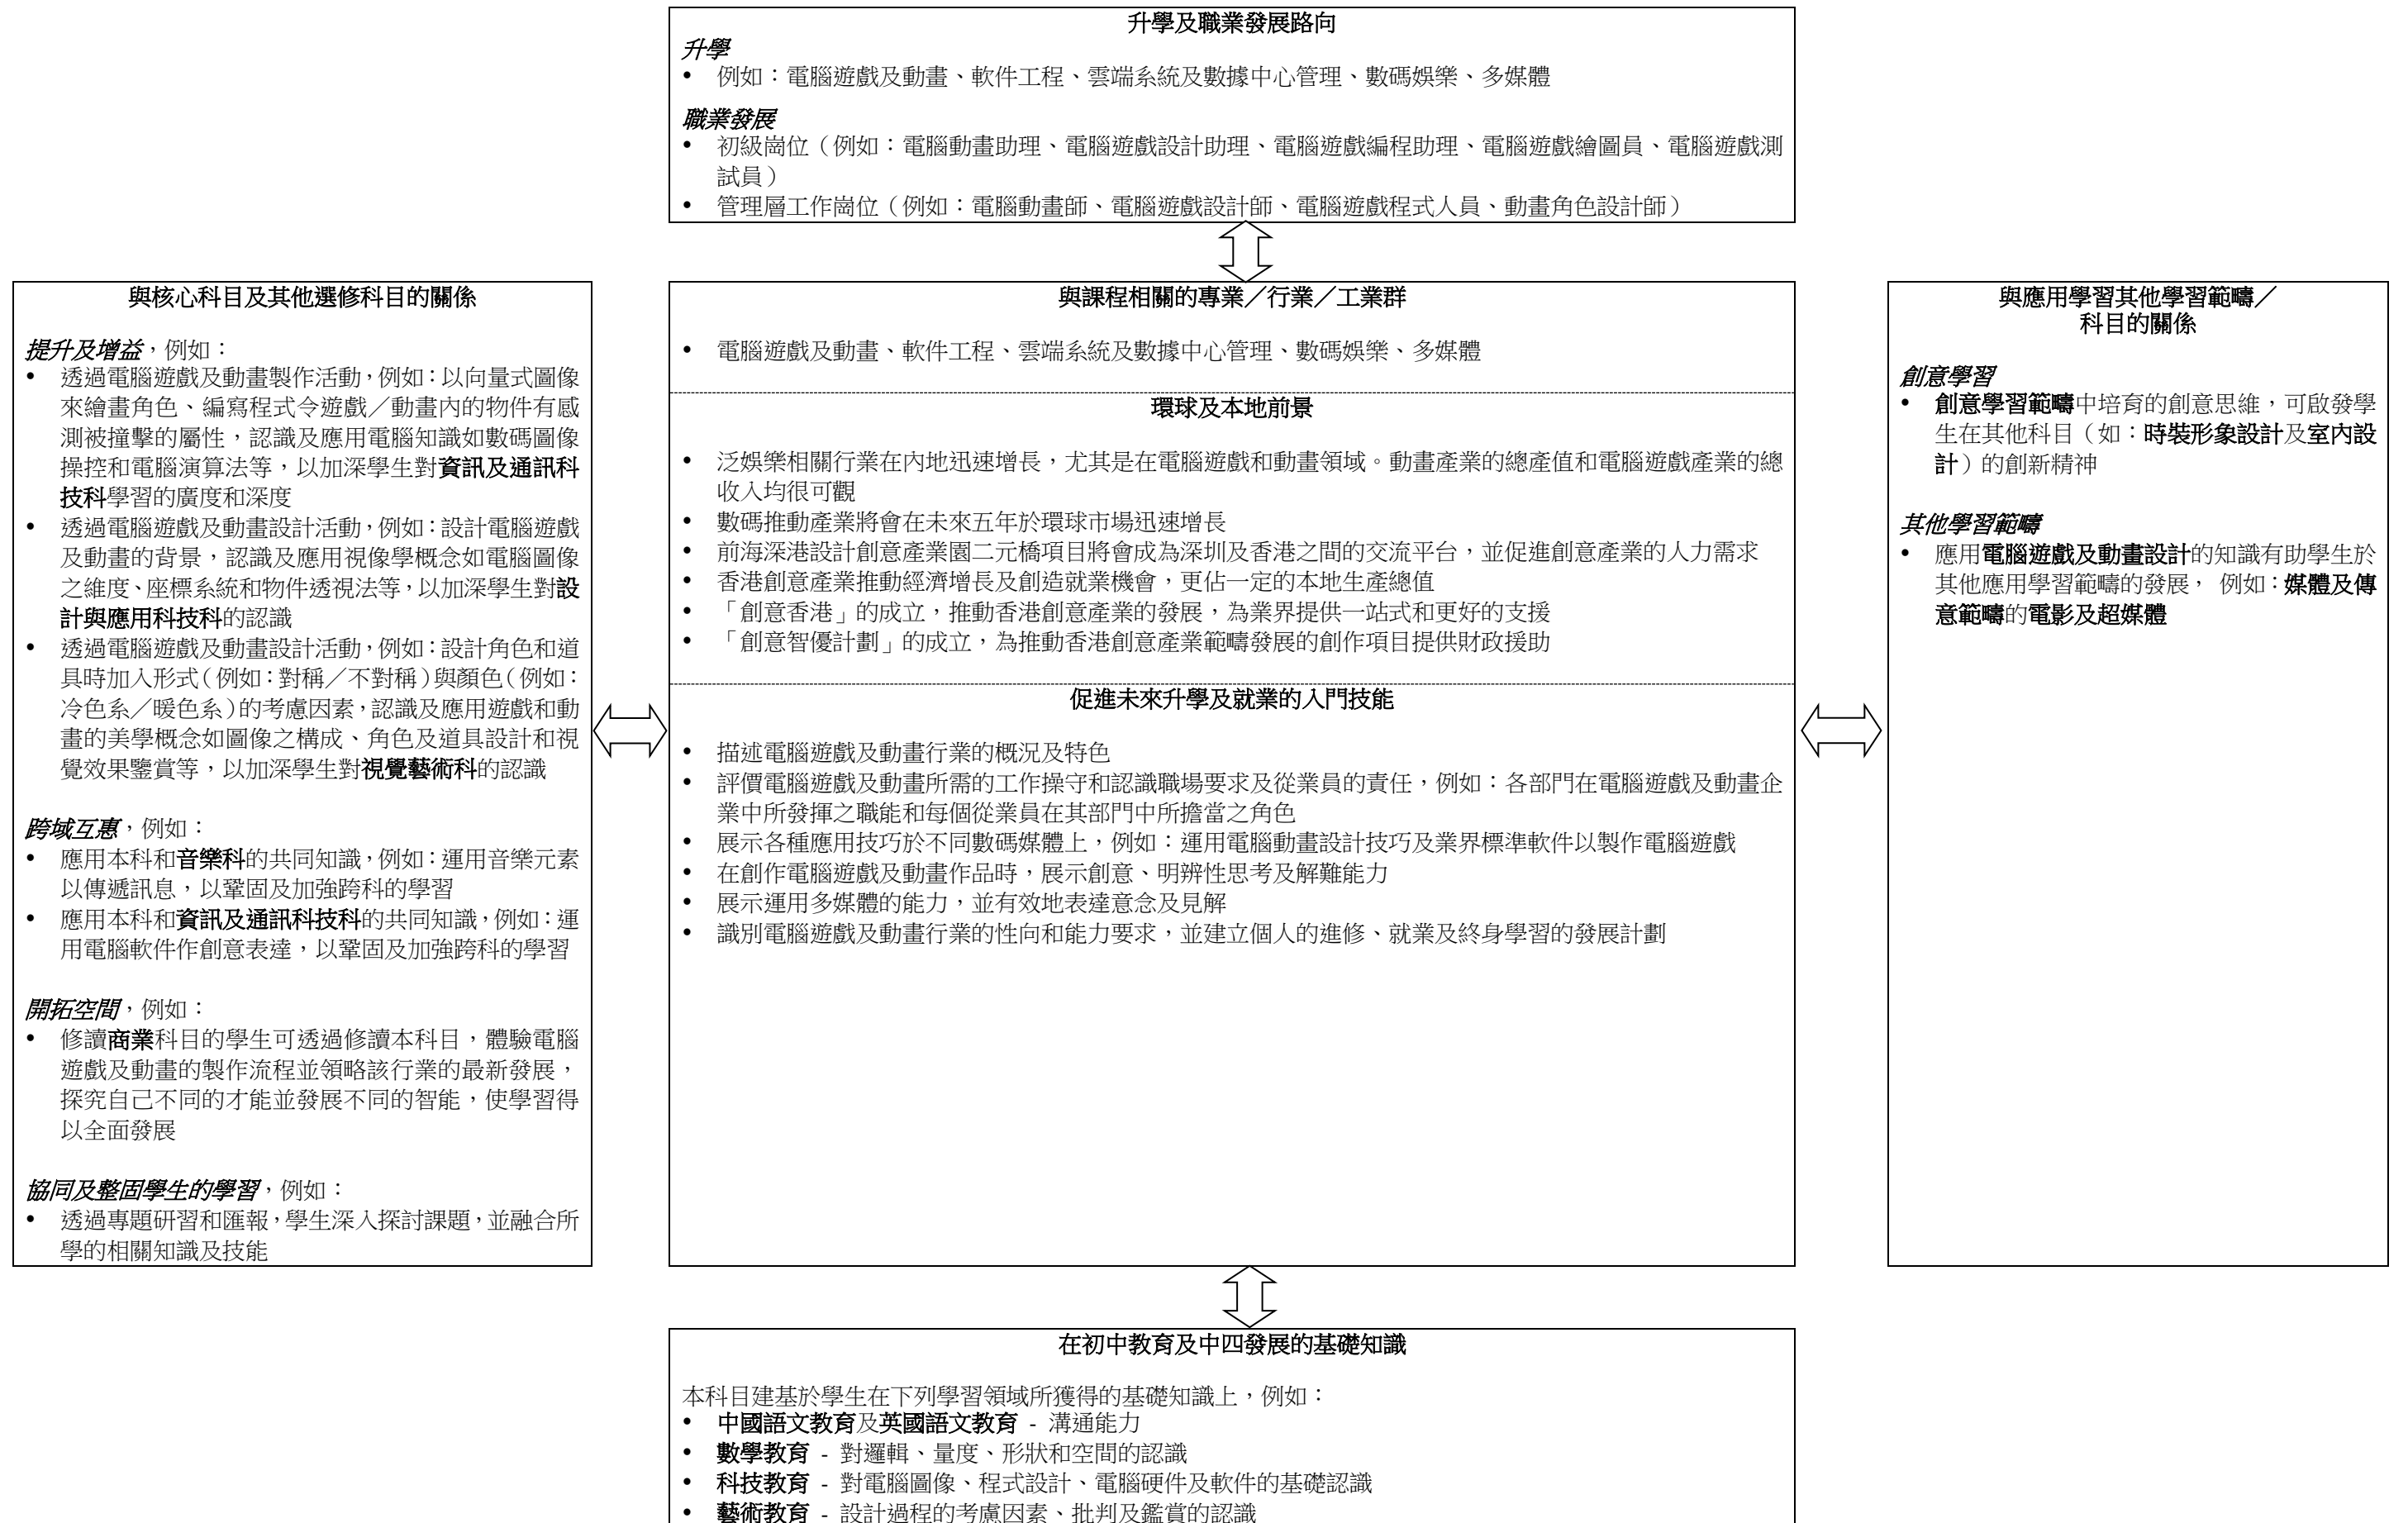 升學及職業發展路向
升學
• 例如：電腦遊戲及動畫、軟件工程、雲端系統及數據中心管理、數碼娛樂、多媒體
職業發展
• 初級崗位（例如：電腦動畫助理、電腦遊戲設計助理、電腦遊戲編程助理、電腦遊戲繪圖員、電腦遊戲測
試員）
• 管理層工作崗位（例如：電腦動畫師、電腦遊戲設計師、電腦遊戲程式人員、動畫角色設計師）
與核心科目及其他選修科目的關係
提升及增益，例如：
• 透過電腦遊戲及動畫製作活動，例如：以向量式圖像
來繪畫角色、編寫程式令遊戲／動畫內的物件有感
測被撞擊的屬性，認識及應用電腦知識如數碼圖像
操控和電腦演算法等，以加深學生對資訊及通訊科
技科學習的廣度和深度
• 透過電腦遊戲及動畫設計活動，例如：設計電腦遊戲
及動畫的背景，認識及應用視像學概念如電腦圖像
之維度、座標系統和物件透視法等，以加深學生對設
計與應用科技科的認識
• 透過電腦遊戲及動畫設計活動，例如：設計角色和道
具時加入形式（例如：對稱／不對稱）與顏色（例如：
冷色系／暖色系）的考慮因素，認識及應用遊戲和動
畫的美學概念如圖像之構成、角色及道具設計和視
覺效果鑒賞等，以加深學生對視覺藝術科的認識
跨域互惠，例如：
• 應用本科和音樂科的共同知識，例如：運用音樂元素
以傳遞訊息，以鞏固及加強跨科的學習
• 應用本科和資訊及通訊科技科的共同知識，例如：運
用電腦軟件作創意表達，以鞏固及加強跨科的學習
開拓空間，例如：
• 修讀商業科目的學生可透過修讀本科目，體驗電腦
遊戲及動畫的製作流程並領略該行業的最新發展，
探究自己不同的才能並發展不同的智能，使學習得
以全面發展
協同及整固學生的學習，例如：
• 透過專題研習和匯報，學生深入探討課題，並融合所
學的相關知識及技能
與課程相關的專業／行業／工業群
• 電腦遊戲及動畫、軟件工程、雲端系統及數據中心管理、數碼娛樂、多媒體
環球及本地前景
• 泛娛樂相關行業在內地迅速增長，尤其是在電腦遊戲和動畫領域。動畫產業的總產值和電腦遊戲產業的總
收入均很可觀
• 數碼推動產業將會在未來五年於環球市場迅速增長
• 前海深港設計創意產業園二元橋項目將會成為深圳及香港之間的交流平台，並促進創意產業的人力需求
• 香港創意產業推動經濟增長及創造就業機會，更佔一定的本地生產總值
• 「創意香港」的成立，推動香港創意產業的發展，為業界提供一站式和更好的支援
• 「創意智優計劃」的成立，為推動香港創意產業範疇發展的創作項目提供財政援助
促進未來升學及就業的入門技能
• 描述電腦遊戲及動畫行業的概況及特色
• 評價電腦遊戲及動畫所需的工作操守和認識職場要求及從業員的責任，例如：各部門在電腦遊戲及動畫企
業中所發揮之職能和每個從業員在其部門中所擔當之角色
• 展示各種應用技巧於不同數碼媒體上，例如：運用電腦動畫設計技巧及業界標準軟件以製作電腦遊戲
• 在創作電腦遊戲及動畫作品時，展示創意、明辨性思考及解難能力
• 展示運用多媒體的能力，並有效地表達意念及見解
• 識別電腦遊戲及動畫行業的性向和能力要求，並建立個人的進修、就業及終身學習的發展計劃
與應用學習其他學習範疇／
科目的關係
創意學習
• 創意學習範疇中培育的創意思維，可啟發學
生在其他科目（如：時裝形象設計及室內設
計）的創新精神
其他學習範疇
• 應用電腦遊戲及動畫設計的知識有助學生於
其他應用學習範疇的發展， 例如：媒體及傳
意範疇的電影及超媒體
在初中教育及中四發展的基礎知識
本科目建基於學生在下列學習領域所獲得的基礎知識上，例如：
• 中國語文教育及英國語文教育 - 溝通能力
• 數學教育 - 對邏輯、量度、形狀和空間的認識
• 科技教育 - 對電腦圖像、程式設計、電腦硬件及軟件的基礎認識
• 藝術教育 - 設計過程的考慮因素、批判及鑑賞的認識